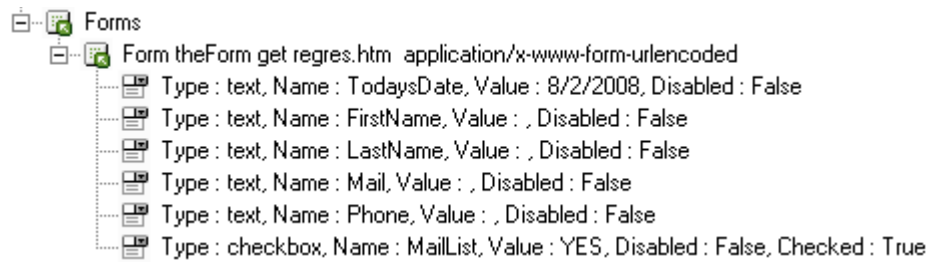 Forms
Form theForm get regres.htm application/x-www-form-urlencoded
Type : text, Name : TodaysDate, Value : 8/2/2008, Disabled : False
Type : text, Name : FirstName, Value : , Disabled : False
Type : text, Name : LastName, Value : , Disabled : False
Type : text, Name : Mail, Value : , Disabled : False
Type : text, Name : Phone, Value : , Disabled : False
Type : checkbox, Name : MailList, Value : YES, Disabled : False, Checked : True